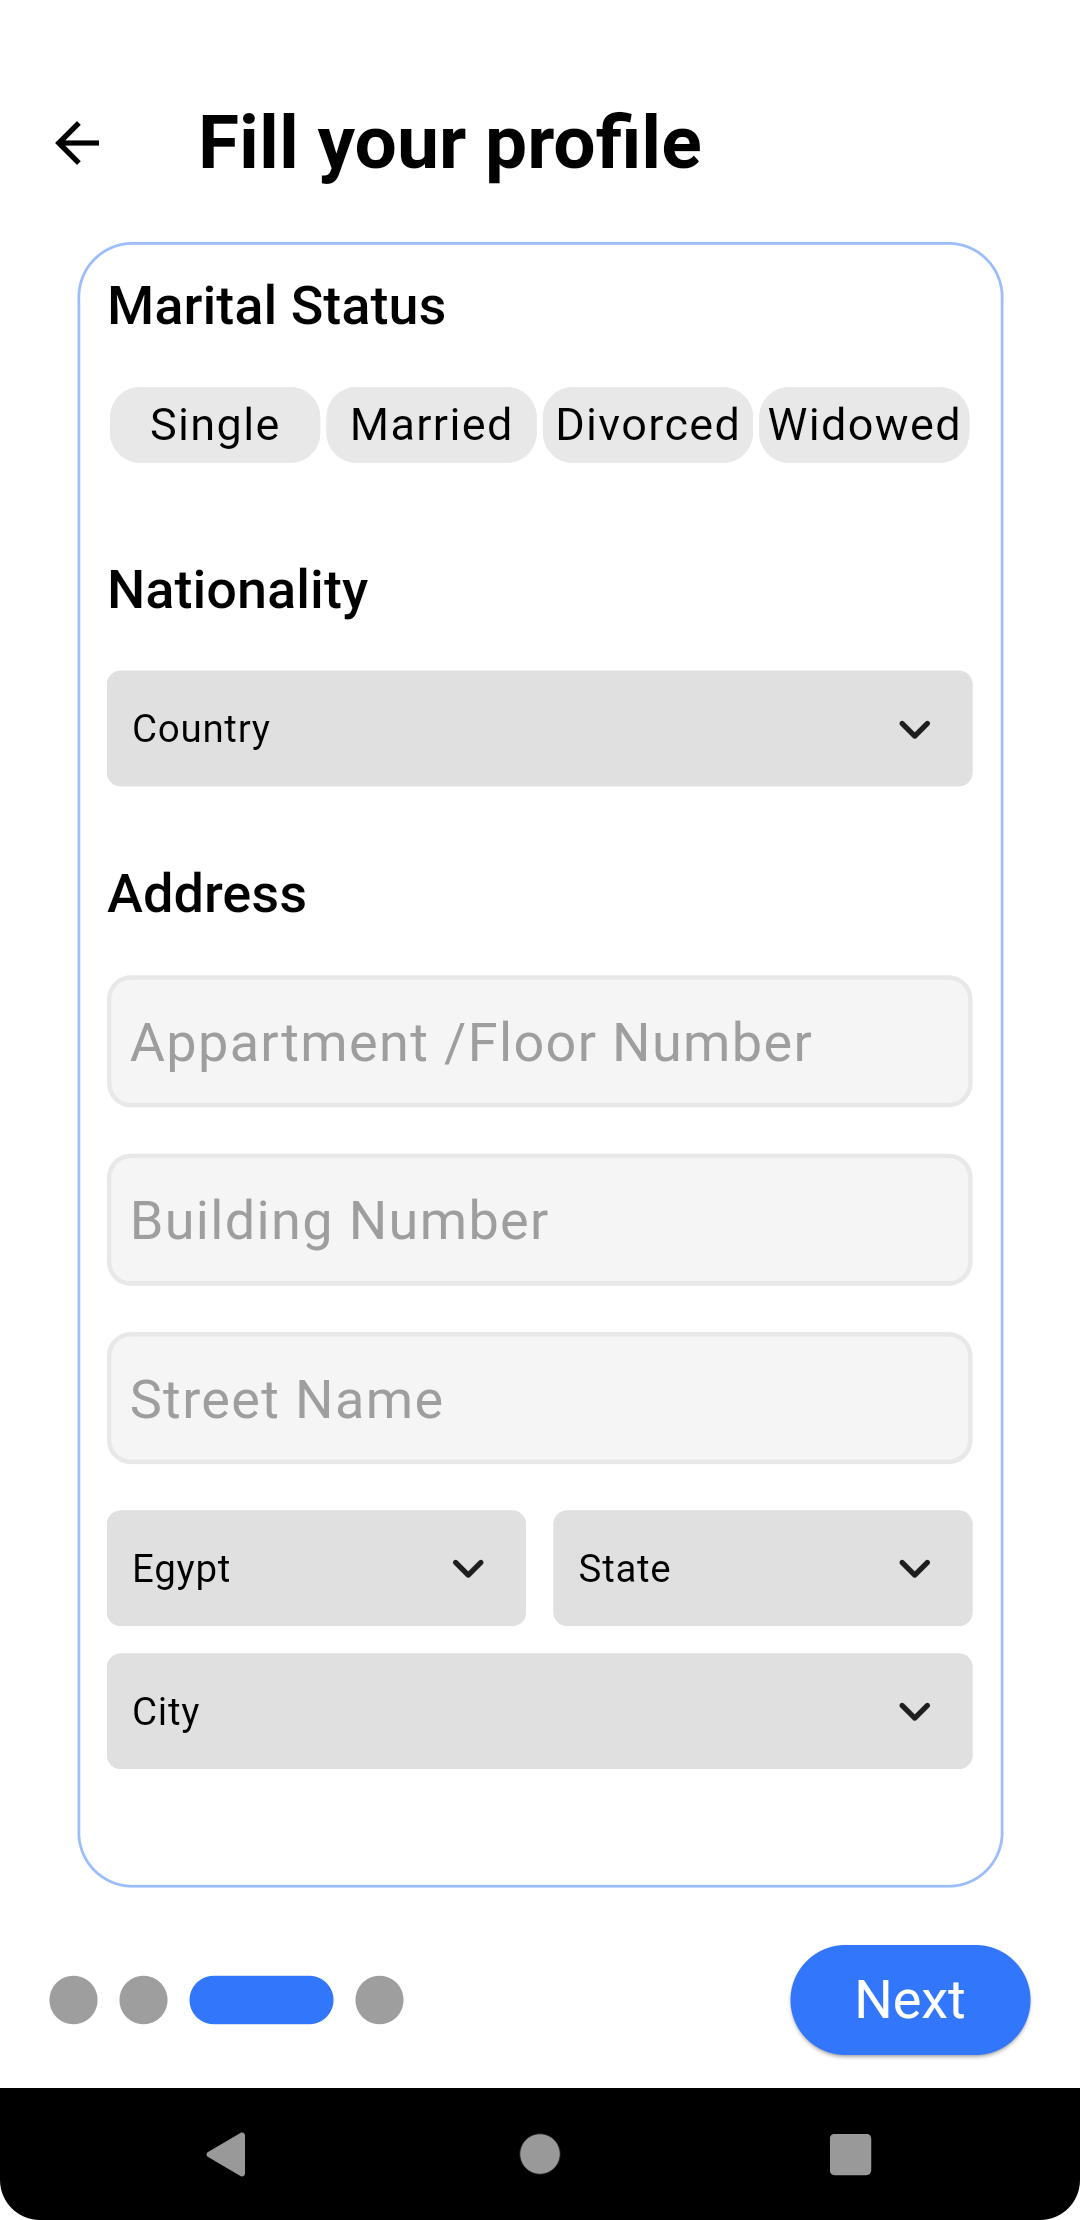 Fill your profile
Marital Status
Single Married Divorced Widowed
Nationality
Country
Address
Appartment /Floor Number
Building Number
Street Name
Egypt State
City
Next